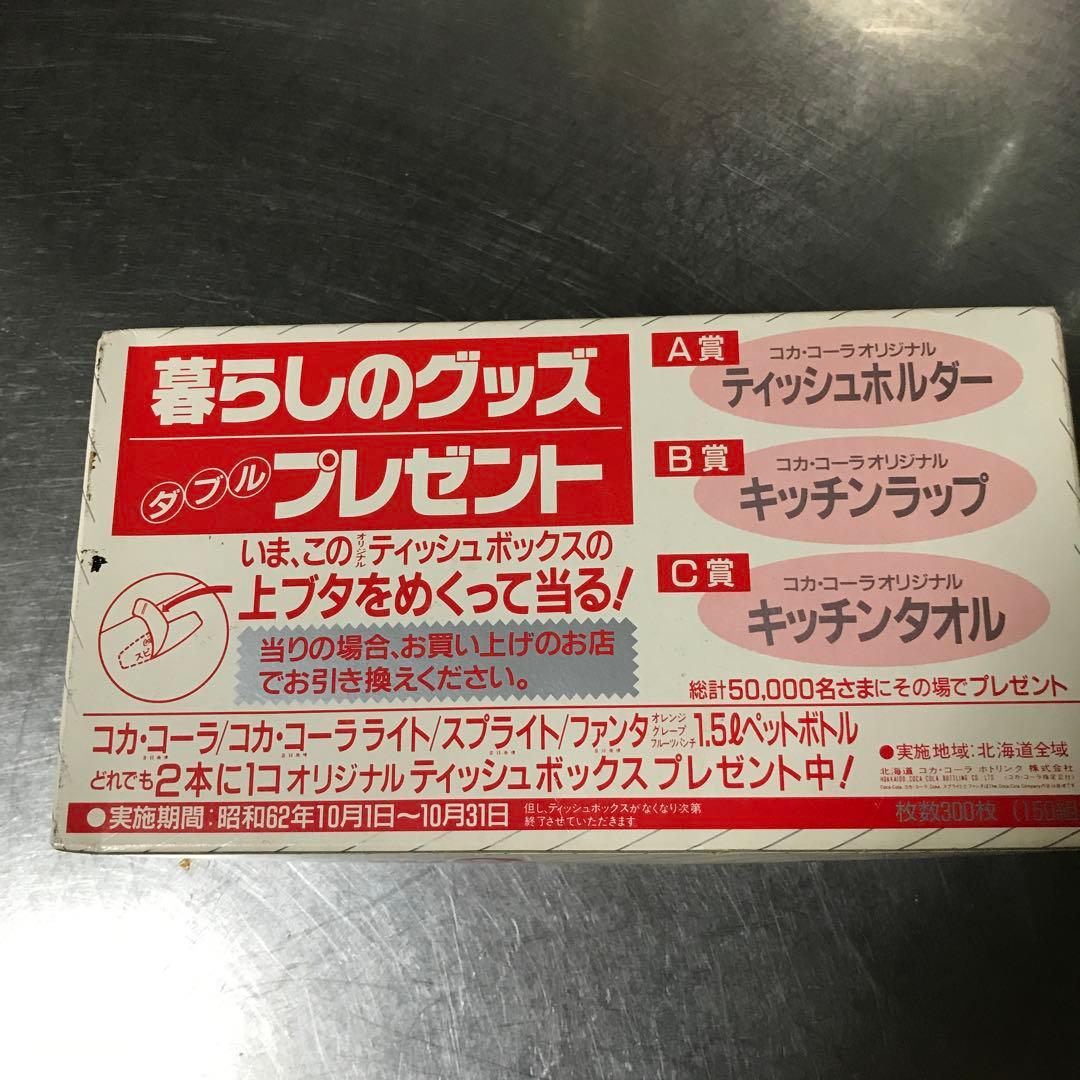 暮らしのグッズ
ダブル プレゼント
いま、このオリジナルティッシュボックスの
上ブタをめくって当る!
当りの場合、お買い上げのお店
でお引き換えください。
A賞
コカ・コーラオリジナル
ティッシュホルダー
B賞
コカ・コーラオリジナル
キッチンラップ
C賞
コカ・コーラオリジナル
キッチンタオル
総計50,000名さまにその場でプレゼント
コカ・コーラ/コカ・コーラライト/スプライト/ファンタ オレンジ グレープ フルーツパンチ 1.5ℓペットボトル
どれでも2本に1コ オリジナルティッシュボックス プレゼント中!
●実施地域:北海道全域
北海道 コカ・コーラ ボトリング 株式会社
HOKKAIDO COCA COLA BOTTLING CO. LTD.
●実施期間:昭和62年10月1日〜10月31日
但し、ティッシュボックスがなくなり次第
終了させていただきます
枚数300枚 (150組